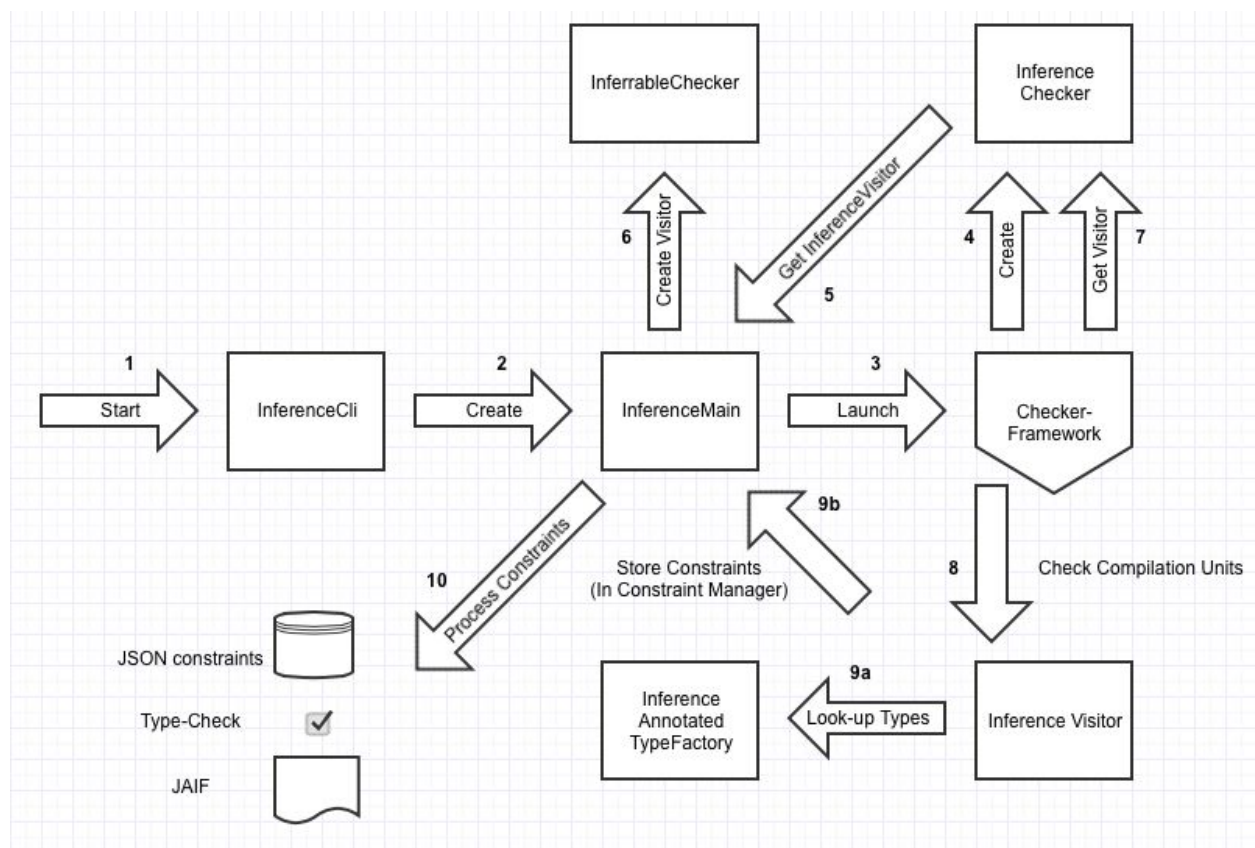 InferrableChecker
Inference
Checker
6
Create Visitor
Get InferenceVisitor
5
4
Create
Get Visitor
7
1
Start
InferenceCli
2
Create
InferenceMain
3
Launch
Checker-
Framework
9b
Store Constraints
(In Constraint Manager)
8
Check Compilation Units
10
Process Constraints
JSON constraints
Type-Check
JAIF
Inference
Annotated
TypeFactory
9a
Look-up Types
Inference Visitor